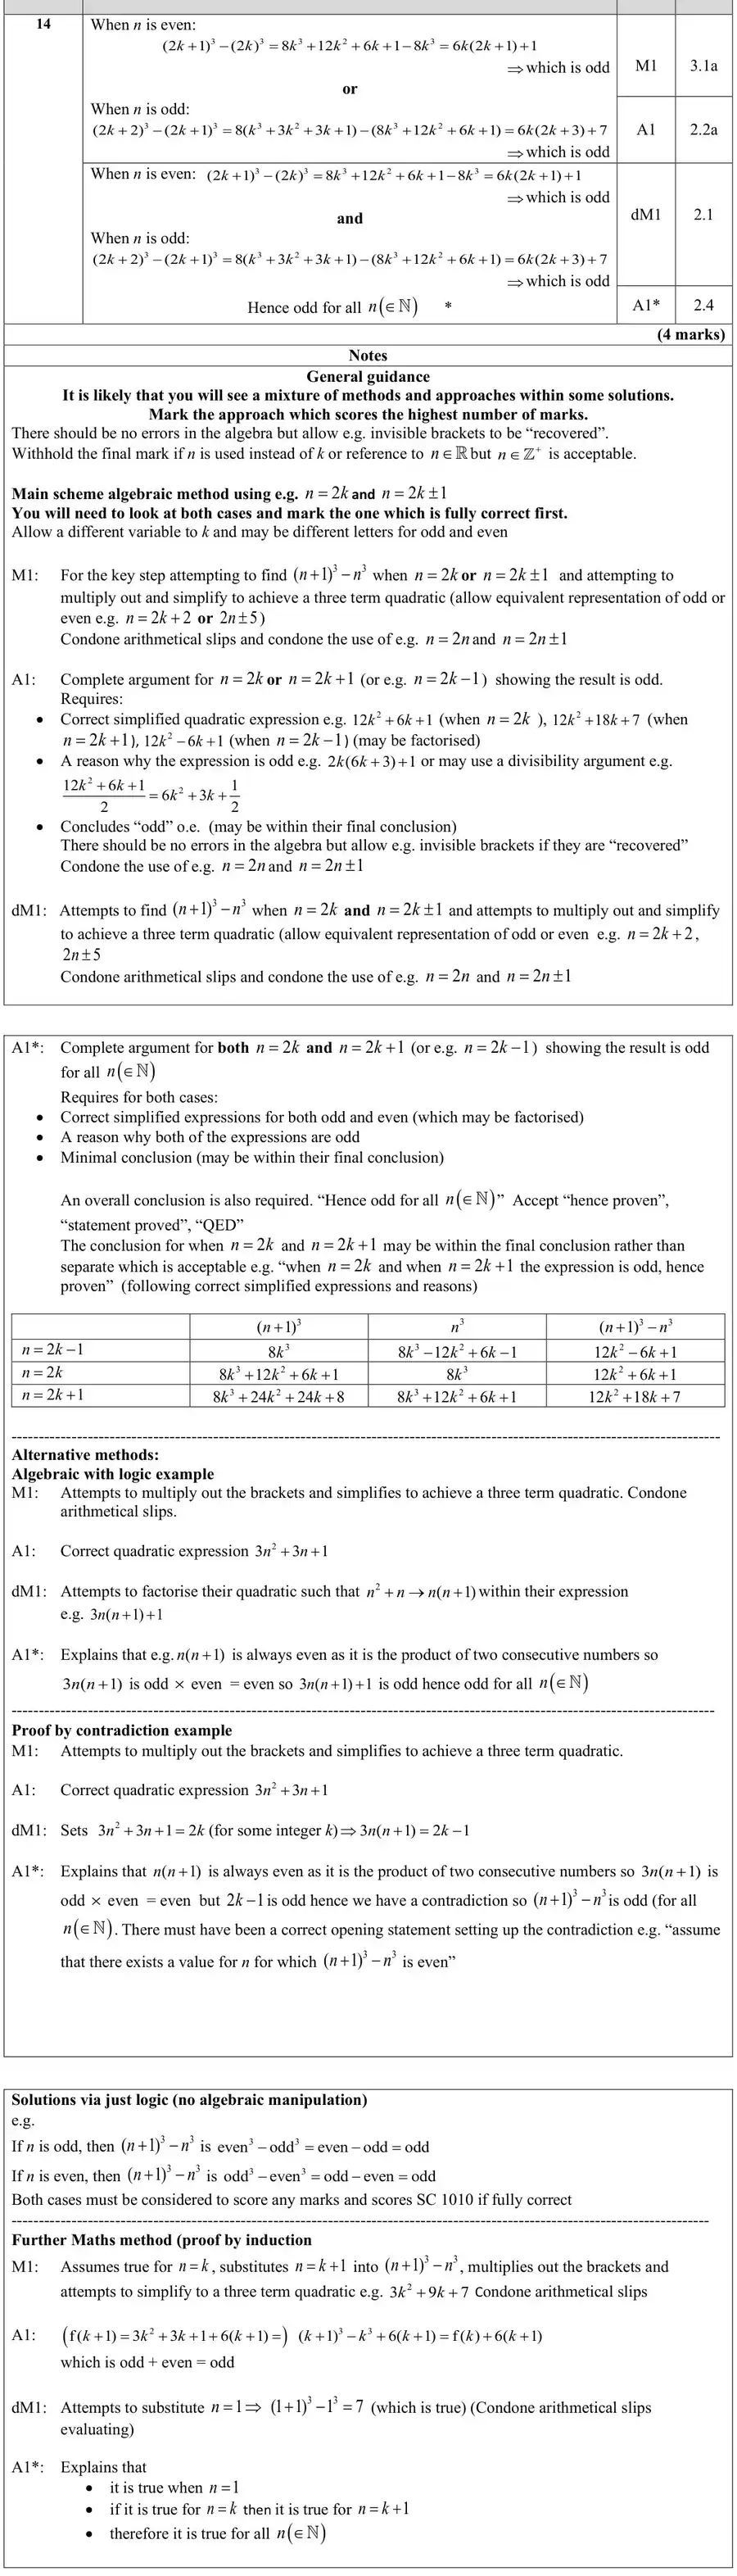 14 When n is even:
(2k + 1)³ − (2k)³ = 8k³ + 12k² + 6k + 1 − 8k³ = 6k(2k + 1) + 1
⇒ which is odd M1 3.1a
or
When n is odd:
(2k + 2)³ − (2k + 1)³ = 8(k³ + 3k² + 3k + 1) − (8k³ + 12k² + 6k + 1) = 6k(2k + 3) + 7 A1 2.2a
⇒ which is odd
When n is even: (2k + 1)³ − (2k)³ = 8k³ + 12k² + 6k + 1 − 8k³ = 6k(2k + 1) + 1
⇒ which is odd
and dM1 2.1
When n is odd:
(2k + 2)³ − (2k + 1)³ = 8(k³ + 3k² + 3k + 1) − (8k³ + 12k² + 6k + 1) = 6k(2k + 3) + 7
⇒ which is odd
Hence odd for all n(∈ ℕ) * A1* 2.4
(4 marks)
Notes
General guidance
It is likely that you will see a mixture of methods and approaches within some solutions.
Mark the approach which scores the highest number of marks.
There should be no errors in the algebra but allow e.g. invisible brackets to be “recovered”.
Withhold the final mark if n is used instead of k or reference to n ∈ ℝ but n ∈ ℤ⁺ is acceptable.
Main scheme algebraic method using e.g. n = 2k and n = 2k ± 1
You will need to look at both cases and mark the one which is fully correct first.
Allow a different variable to k and may be different letters for odd and even
M1: For the key step attempting to find (n + 1)³ − n³ when n = 2k or n = 2k ± 1 and attempting to
multiply out and simplify to achieve a three term quadratic (allow equivalent representation of odd or
even e.g. n = 2k + 2 or 2n ± 5)
Condone arithmetical slips and condone the use of e.g. n = 2n and n = 2n ± 1
A1: Complete argument for n = 2k or n = 2k + 1 (or e.g. n = 2k − 1) showing the result is odd.
Requires:
• Correct simplified quadratic expression e.g. 12k² + 6k + 1 (when n = 2k ), 12k² + 18k + 7 (when
n = 2k + 1), 12k² − 6k + 1 (when n = 2k − 1) (may be factorised)
• A reason why the expression is odd e.g. 2k(6k + 3) + 1 or may use a divisibility argument e.g.
(12k² + 6k + 1)/2 = 6k² + 3k + 1/2
• Concludes “odd” o.e. (may be within their final conclusion)
There should be no errors in the algebra but allow e.g. invisible brackets if they are “recovered”
Condone the use of e.g. n = 2n and n = 2n ± 1
dM1: Attempts to find (n + 1)³ − n³ when n = 2k and n = 2k ± 1 and attempts to multiply out and simplify
to achieve a three term quadratic (allow equivalent representation of odd or even e.g. n = 2k + 2,
2n ± 5
Condone arithmetical slips and condone the use of e.g. n = 2n and n = 2n ± 1
A1*: Complete argument for both n = 2k and n = 2k + 1 (or e.g. n = 2k − 1) showing the result is odd
for all n(∈ ℕ)
Requires for both cases:
• Correct simplified expressions for both odd and even (which may be factorised)
• A reason why both of the expressions are odd
• Minimal conclusion (may be within their final conclusion)
An overall conclusion is also required. “Hence odd for all n(∈ ℕ)” Accept “hence proven”,
“statement proved”, “QED”
The conclusion for when n = 2k and n = 2k + 1 may be within the final conclusion rather than
separate which is acceptable e.g. “when n = 2k and when n = 2k + 1 the expression is odd, hence
proven” (following correct simplified expressions and reasons)
(n + 1)³ n³ (n + 1)³ − n³
n = 2k − 1 8k³ 8k³ − 12k² + 6k − 1 12k² − 6k + 1
n = 2k 8k³ + 12k² + 6k + 1 8k³ 12k² + 6k + 1
n = 2k + 1 8k³ + 24k² + 24k + 8 8k³ + 12k² + 6k + 1 12k² + 18k + 7
Alternative methods:
Algebraic with logic example
M1: Attempts to multiply out the brackets and simplifies to achieve a three term quadratic. Condone
arithmetical slips.
A1: Correct quadratic expression 3n² + 3n + 1
dM1: Attempts to factorise their quadratic such that n² + n → n(n + 1) within their expression
e.g. 3n(n + 1) + 1
A1*: Explains that e.g. n(n + 1) is always even as it is the product of two consecutive numbers so
3n(n + 1) is odd × even = even so 3n(n + 1) + 1 is odd hence odd for all n(∈ ℕ)
Proof by contradiction example
M1: Attempts to multiply out the brackets and simplifies to achieve a three term quadratic.
A1: Correct quadratic expression 3n² + 3n + 1
dM1: Sets 3n² + 3n + 1 = 2k (for some integer k) ⇒ 3n(n + 1) = 2k − 1
A1*: Explains that n(n + 1) is always even as it is the product of two consecutive numbers so 3n(n + 1) is
odd × even = even but 2k − 1 is odd hence we have a contradiction so (n + 1)³ − n³ is odd (for all
n(∈ ℕ). There must have been a correct opening statement setting up the contradiction e.g. “assume
that there exists a value for n for which (n + 1)³ − n³ is even”
Solutions via just logic (no algebraic manipulation)
e.g.
If n is odd, then (n + 1)³ − n³ is even³ − odd³ = even − odd = odd
If n is even, then (n + 1)³ − n³ is odd³ − even³ = odd − even = odd
Both cases must be considered to score any marks and scores SC 1010 if fully correct
Further Maths method (proof by induction
M1: Assumes true for n = k, substitutes n = k + 1 into (n + 1)³ − n³, multiplies out the brackets and
attempts to simplify to a three term quadratic e.g. 3k² + 9k + 7 Condone arithmetical slips
A1: (f(k + 1) = 3k² + 3k + 1 + 6(k + 1) =) (k + 1)³ − k³ + 6(k + 1) = f(k) + 6(k + 1)
which is odd + even = odd
dM1: Attempts to substitute n = 1 ⇒ (1 + 1)³ − 1³ = 7 (which is true) (Condone arithmetical slips
evaluating)
A1*: Explains that
• it is true when n = 1
• if it is true for n = k then it is true for n = k + 1
• therefore it is true for all n(∈ ℕ)